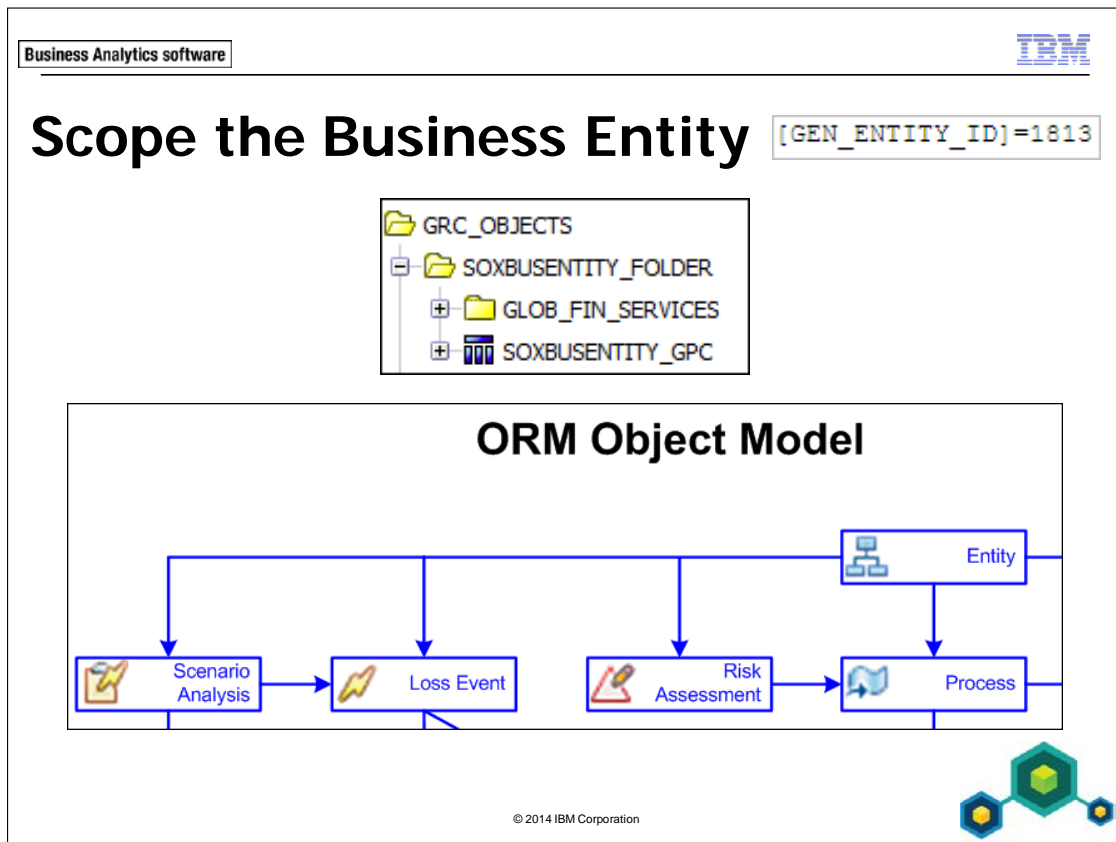 Business Analytics software
IBM
Scope the Business Entity
[GEN_ENTITY_ID]=1813
GRC_OBJECTS
SOXBUSENTITY_FOLDER
GLOB_FIN_SERVICES
SOXBUSENTITY_GPC
ORM Object Model
Entity
Scenario
Analysis
Loss Event
Risk
Assessment
Process
© 2014 IBM Corporation